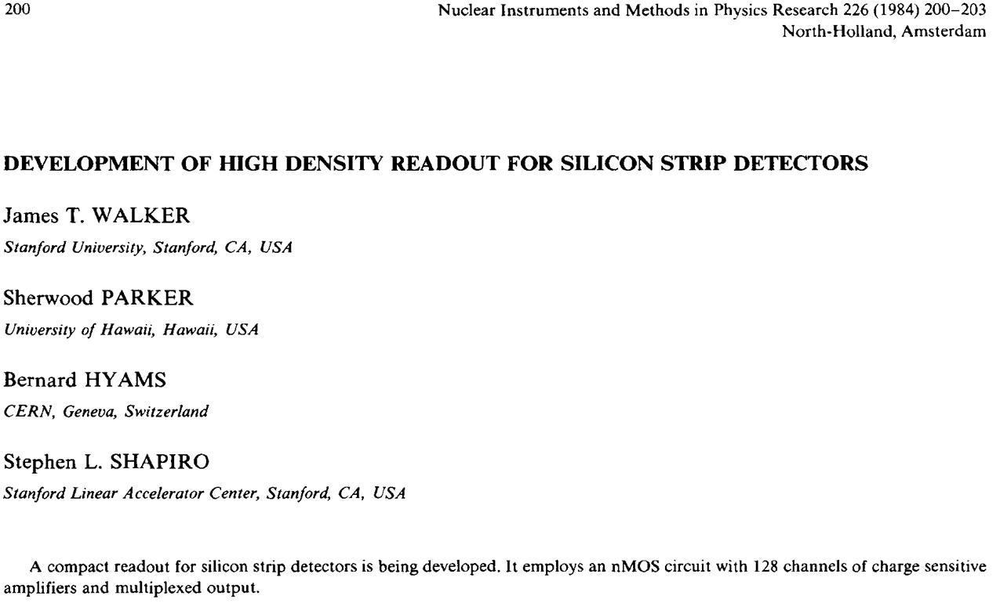 200
Nuclear Instruments and Methods in Physics Research 226 (1984) 200–203
North-Holland, Amsterdam
DEVELOPMENT OF HIGH DENSITY READOUT FOR SILICON STRIP DETECTORS
James T. WALKER
Stanford University, Stanford, CA, USA
Sherwood PARKER
University of Hawaii, Hawaii, USA
Bernard HYAMS
CERN, Geneva, Switzerland
Stephen L. SHAPIRO
Stanford Linear Accelerator Center, Stanford, CA, USA
A compact readout for silicon strip detectors is being developed. It employs an nMOS circuit with 128 channels of charge sensitive
amplifiers and multiplexed output.